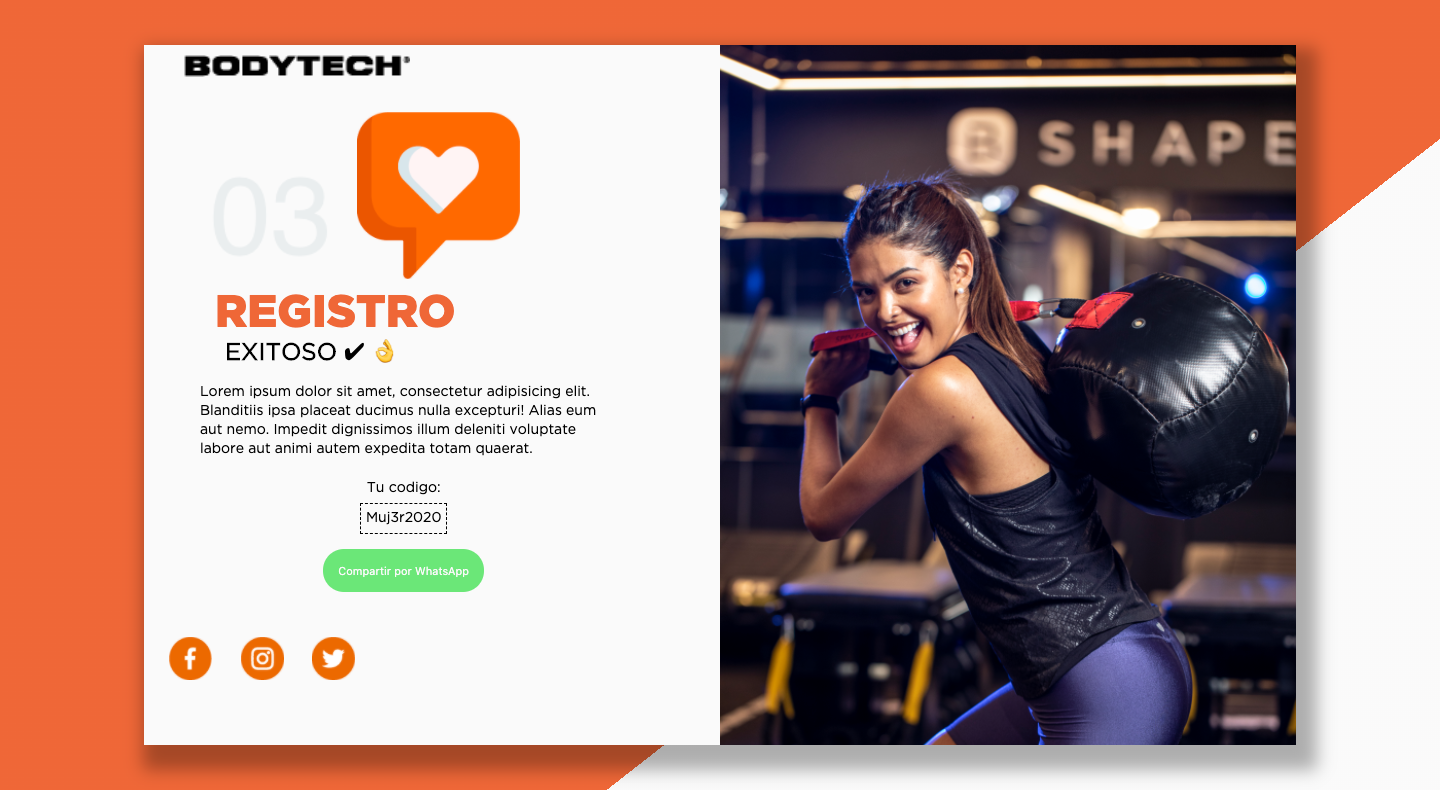 BODYTECH®
SHAPE
03
REGISTRO
EXITOSO ✔ 👌
Lorem ipsum dolor sit amet, consectetur adipisicing elit.
Blanditiis ipsa placeat ducimus nulla excepturi! Alias eum
aut nemo. Impedit dignissimos illum deleniti voluptate
labore aut animi autem expedita totam quaerat.
Tu codigo:
Muj3r2020
Compartir por WhatsApp